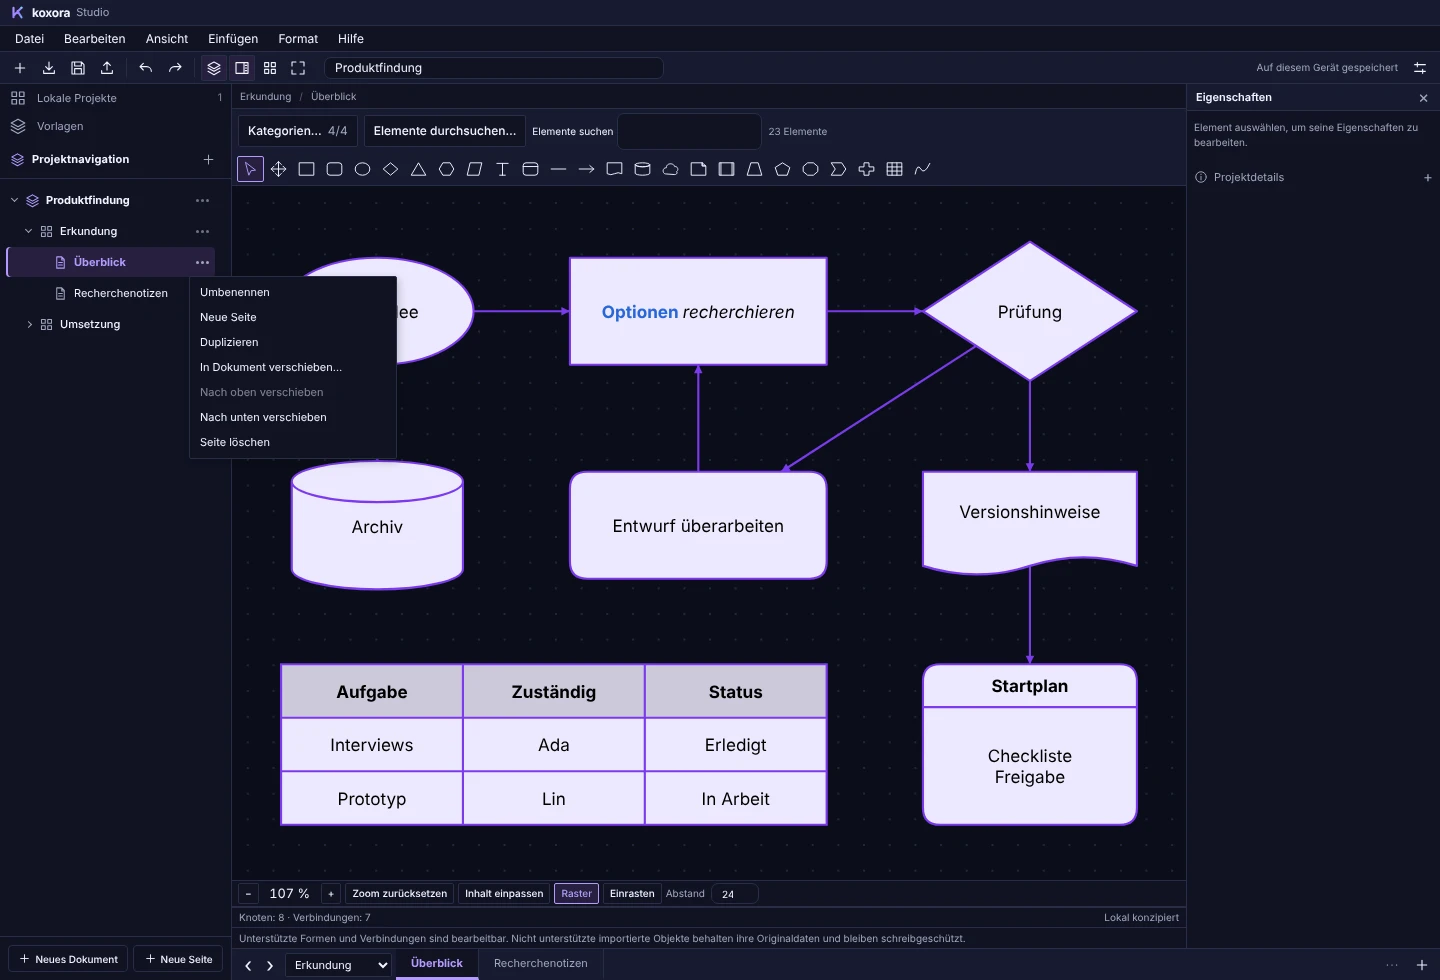 koxora Studio
Datei Bearbeiten Ansicht Einfügen Format Hilfe
Produktfindung
Auf diesem Gerät gespeichert
Lokale Projekte 1
Vorlagen
Projektnavigation
Produktfindung
Erkundung
Überblick
Recherchenotizen
Umsetzung
Umbenennen
Neue Seite
Duplizieren
In Dokument verschieben...
Nach oben verschieben
Nach unten verschieben
Seite löschen
Erkundung / Überblick
Kategorien... 4/4 Elemente durchsuchen... Elemente suchen 23 Elemente
Optionen recherchieren
Prüfung
Archiv
Entwurf überarbeiten
Versionshinweise
Aufgabe Zuständig Status
Interviews Ada Erledigt
Prototyp Lin In Arbeit
Startplan
Checkliste
Freigabe
Eigenschaften
Element auswählen, um seine Eigenschaften zu
bearbeiten.
Projektdetails
107 % Zoom zurücksetzen Inhalt einpassen Raster Einrasten Abstand 24
Knoten: 8 · Verbindungen: 7 Lokal konzipiert
Unterstützte Formen und Verbindungen sind bearbeitbar. Nicht unterstützte importierte Objekte behalten ihre Originaldaten und bleiben schreibgeschützt.
Neues Dokument Neue Seite
Erkundung Überblick Recherchenotizen